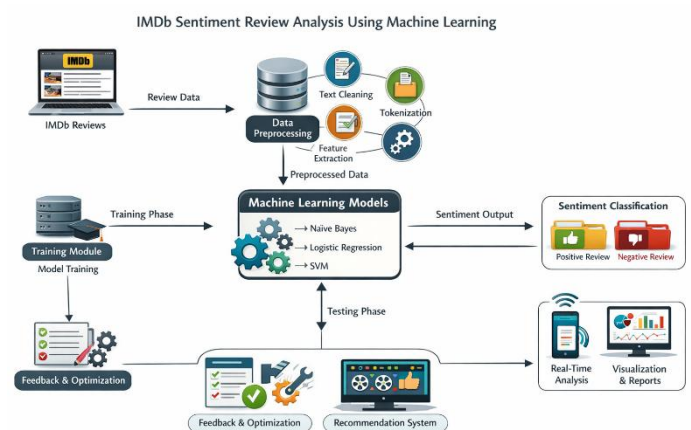 IMDb Sentiment Review Analysis Using Machine Learning
IMDb
IMDb Reviews
Review Data
Text Cleaning
Tokenization
Data
Preprocessing
Feature
Extraction
Preprocessed Data
Training Phase
Training Module
Model Training
Machine Learning Models
Naïve Bayes
Logistic Regression
SVM
Sentiment Output
Sentiment Classification
Positive Review
Negative Review
Testing Phase
Feedback & Optimization
Feedback & Optimization
Recommendation System
Real-Time
Analysis
Visualization
& Reports